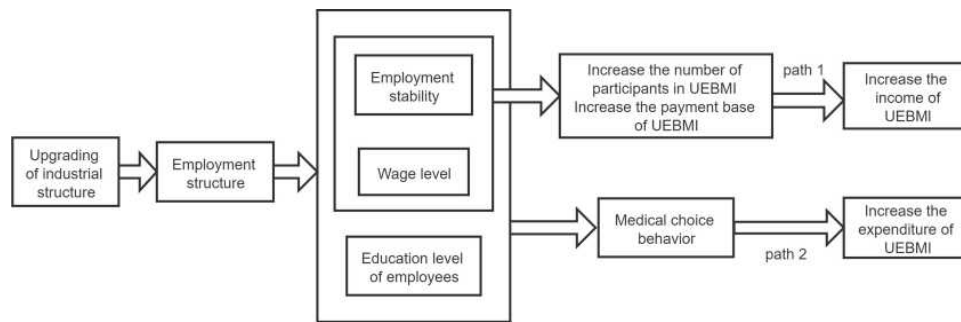 Upgrading
of industrial
structure
Employment
structure
Employment
stability
Wage level
Education level
of employees
Increase the number of
participants in UEBMI
Increase the payment base
of UEBMI
path 1
Increase the
income of
UEBMI
Medical choice
behavior
path 2
Increase the
expenditure of
UEBMI